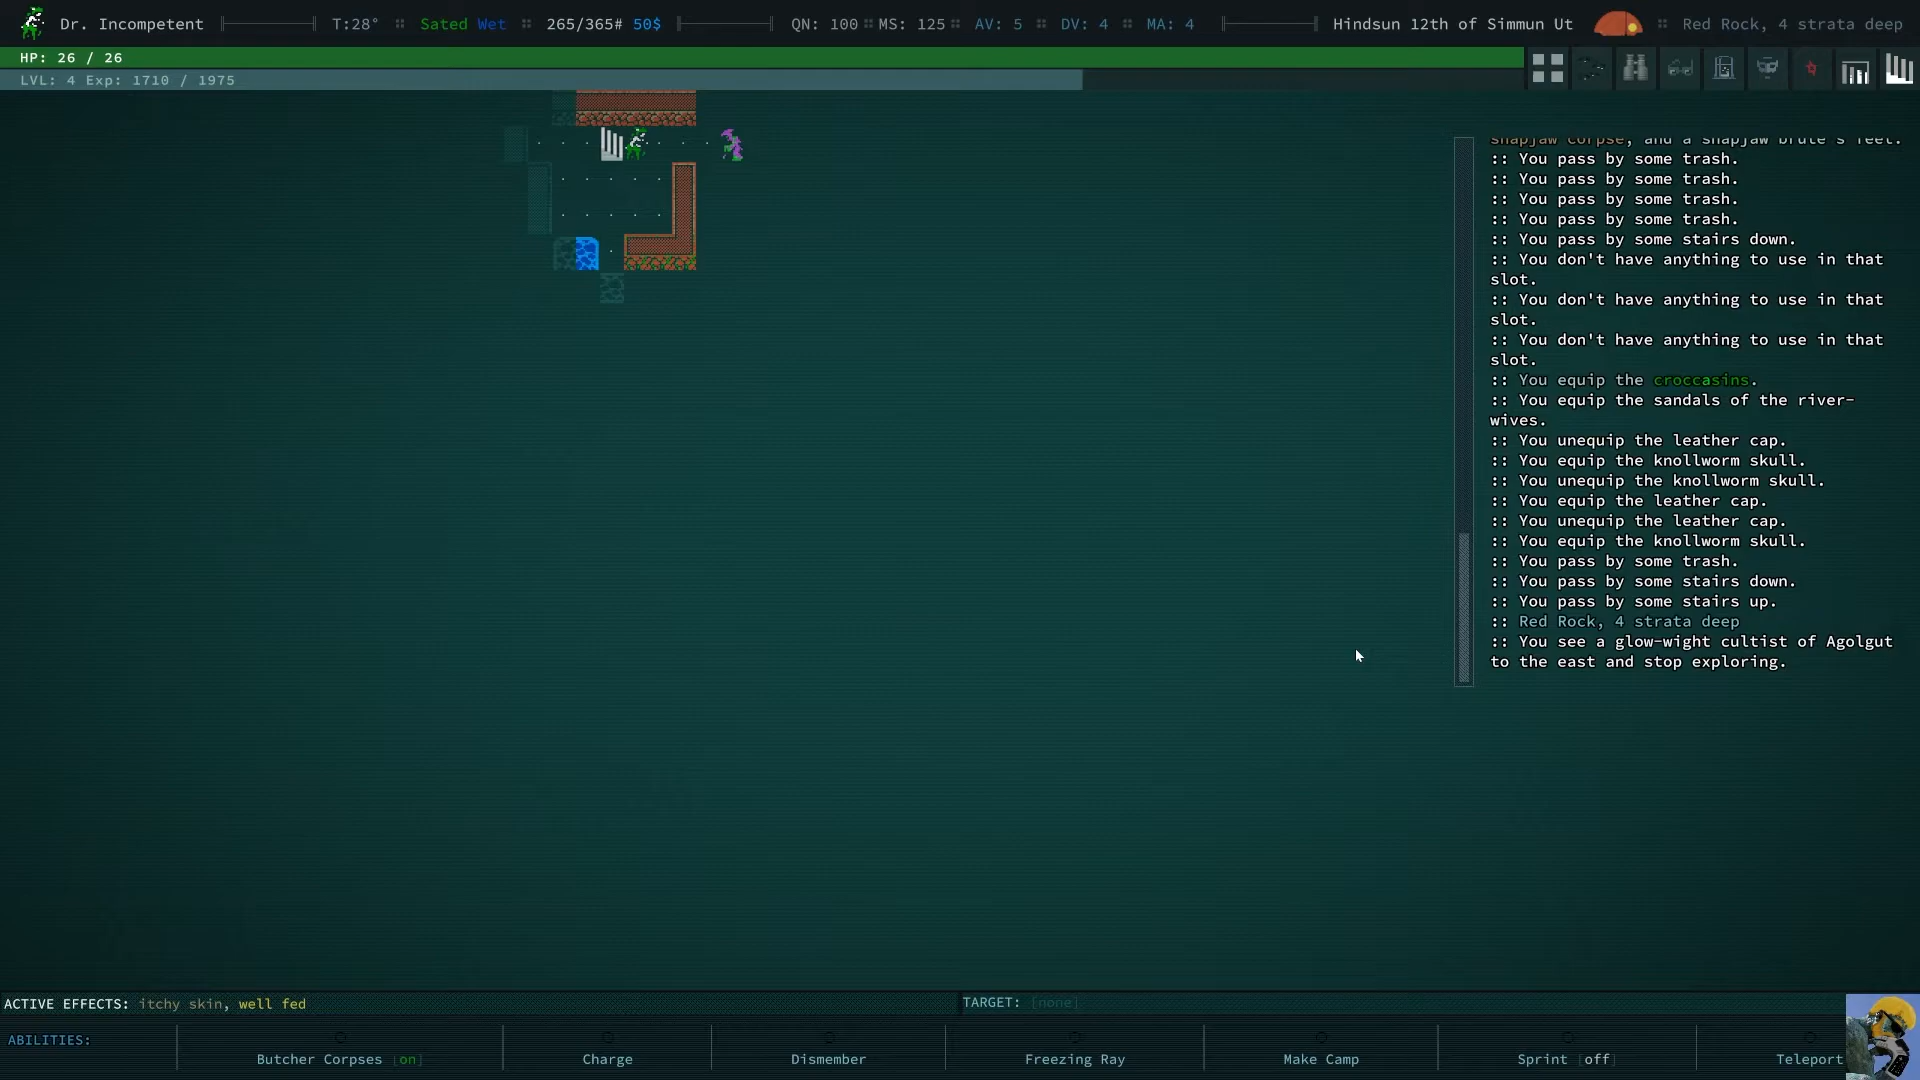 Dr. Incompetent T:28° Sated Wet 265/365# 50$ QN: 100 MS: 125 AV: 5 DV: 4 MA: 4 Hindsun 12th of Simmun Ut Red Rock, 4 strata deep
HP: 26 / 26
LVL: 4 Exp: 1710 / 1975
snapjaw corpse, and a snapjaw brute's feet.
:: You pass by some trash.
:: You pass by some trash.
:: You pass by some trash.
:: You pass by some trash.
:: You pass by some stairs down.
:: You don't have anything to use in that
slot.
:: You don't have anything to use in that
slot.
:: You don't have anything to use in that
slot.
:: You equip the croccasins.
:: You equip the sandals of the river-
wives.
:: You unequip the leather cap.
:: You equip the knollworm skull.
:: You unequip the knollworm skull.
:: You equip the leather cap.
:: You unequip the leather cap.
:: You equip the knollworm skull.
:: You pass by some trash.
:: You pass by some stairs down.
:: You pass by some stairs up.
:: Red Rock, 4 strata deep
:: You see a glow-wight cultist of Agolgut
to the east and stop exploring.
ACTIVE EFFECTS: itchy skin, well fed TARGET: [none]
ABILITIES: Butcher Corpses [on] Charge Dismember Freezing Ray Make Camp Sprint [off] Teleport